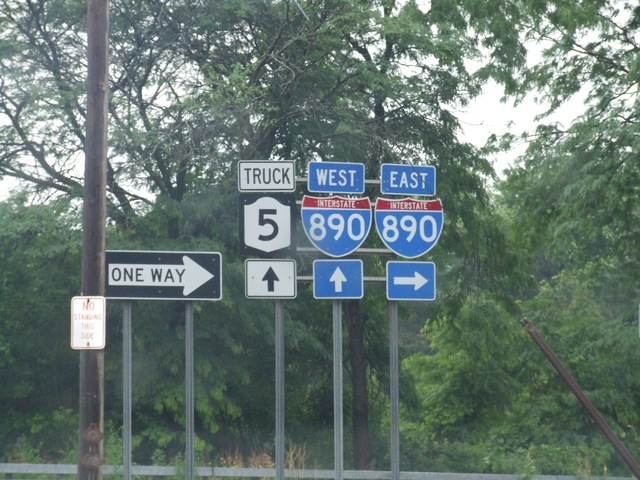 TRUCK
5
WEST
INTERSTATE
890
EAST
INTERSTATE
890
ONE WAY
NO
STANDING
THIS
SIDE